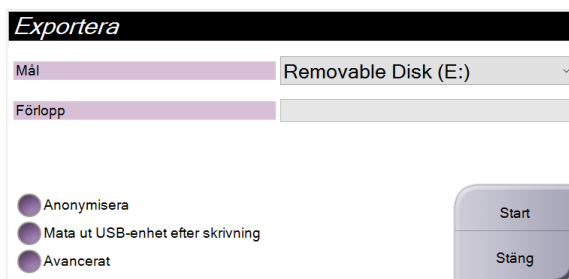 Exportera
Mål
Removable Disk (E:)
Förlopp
Anonymisera
Mata ut USB-enhet efter skrivning
Avancerat
Start
Stäng